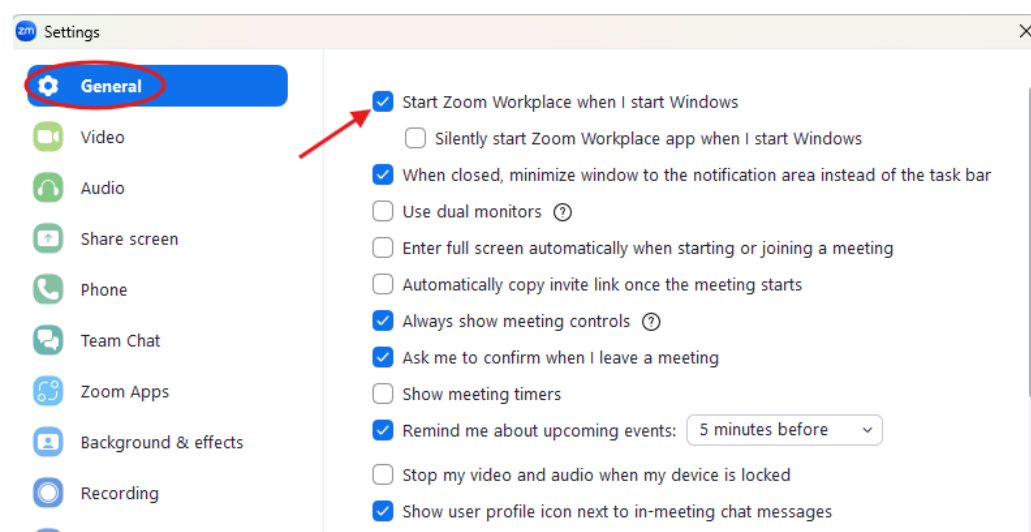 zm Settings
General
Video
Audio
Share screen
Phone
Team Chat
Zoom Apps
Background & effects
Recording
Start Zoom Workplace when I start Windows
Silently start Zoom Workplace app when I start Windows
When closed, minimize window to the notification area instead of the task bar
Use dual monitors ?
Enter full screen automatically when starting or joining a meeting
Automatically copy invite link once the meeting starts
Always show meeting controls ?
Ask me to confirm when I leave a meeting
Show meeting timers
Remind me about upcoming events: 5 minutes before
Stop my video and audio when my device is locked
Show user profile icon next to in-meeting chat messages